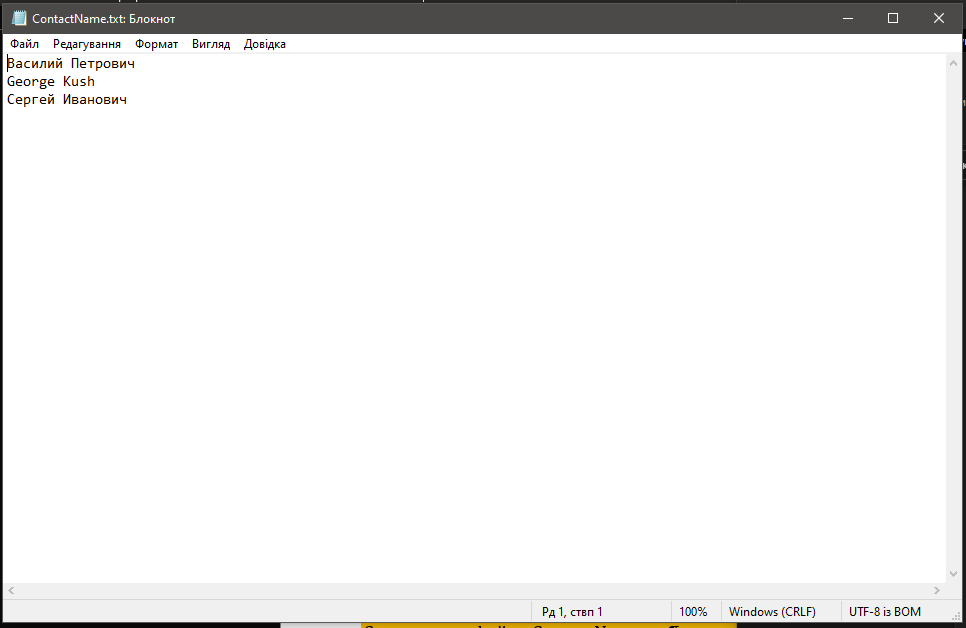 ContactName.txt: Блокнот
Файл Редагування Формат Вигляд Довідка
Василий Петрович
George Kush
Сергей Иванович
Рд 1, ствп 1 100% Windows (CRLF) UTF-8 із BOM